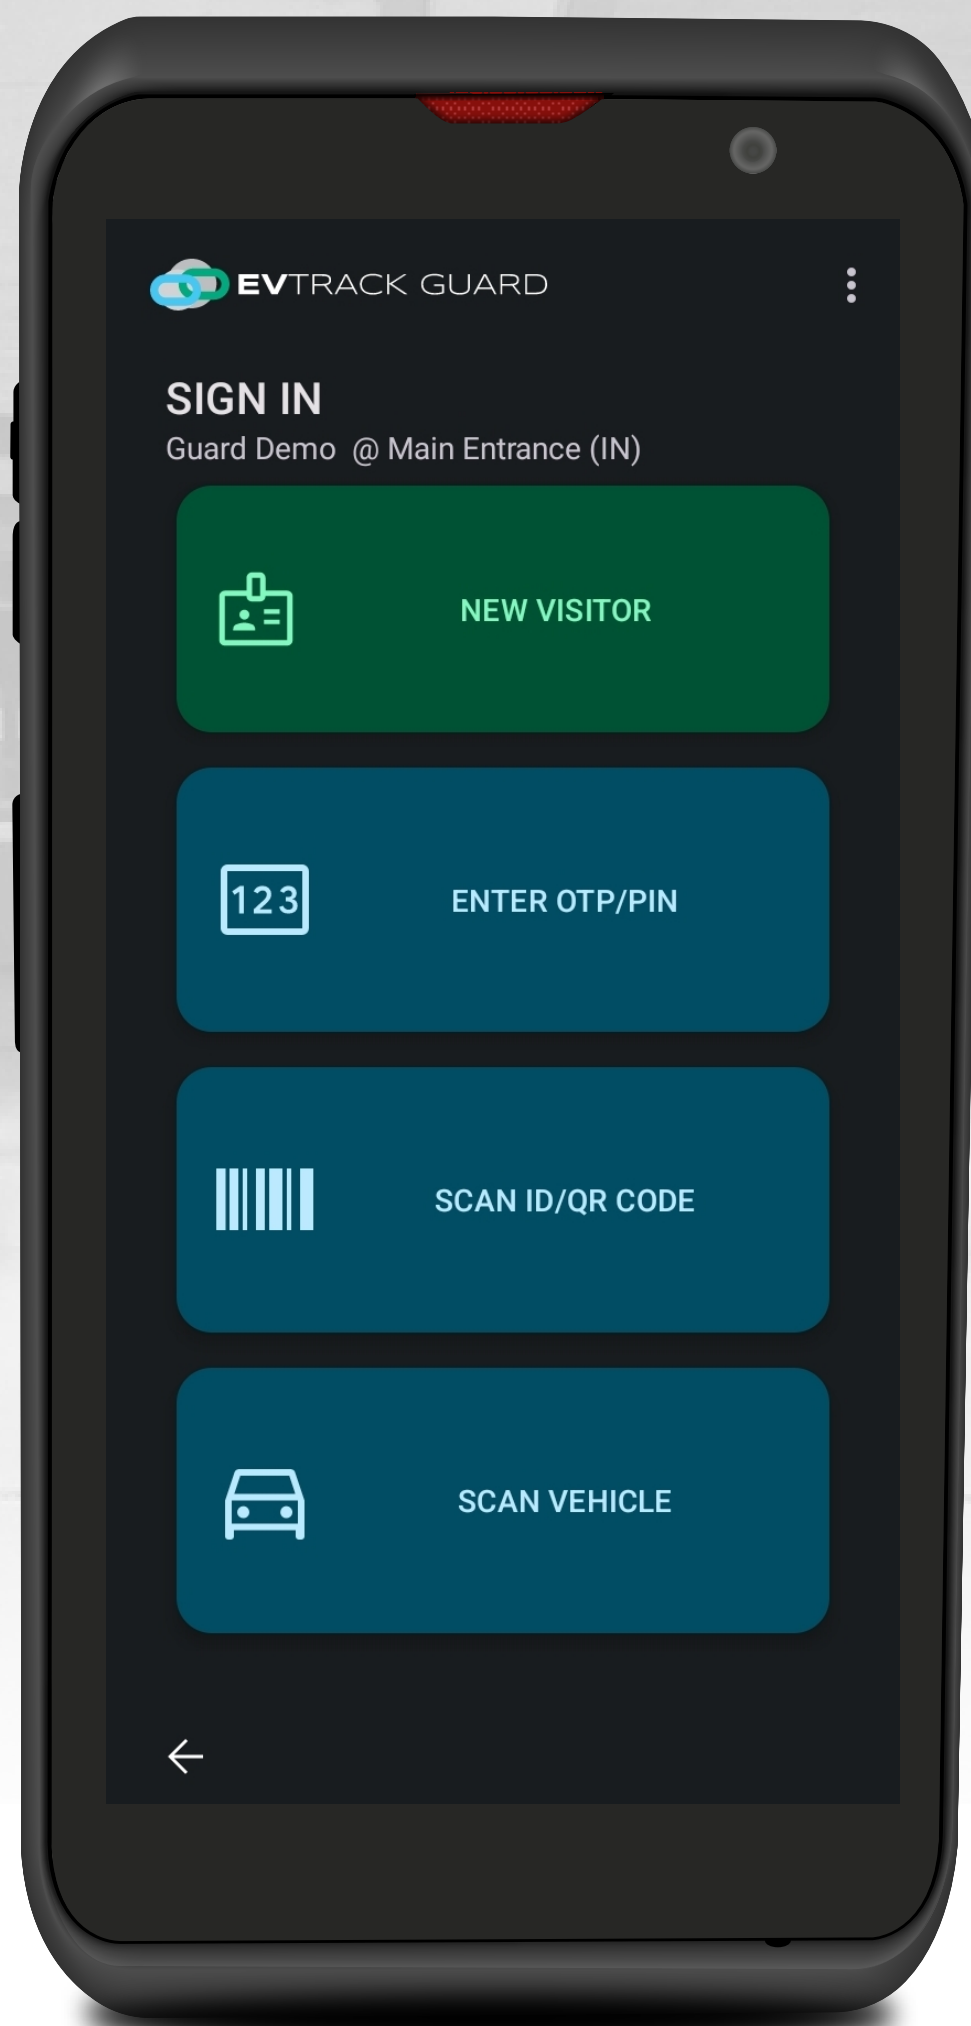 EVTRACK GUARD
SIGN IN
Guard Demo @ Main Entrance (IN)
NEW VISITOR
123
ENTER OTP/PIN
SCAN ID/QR CODE
SCAN VEHICLE